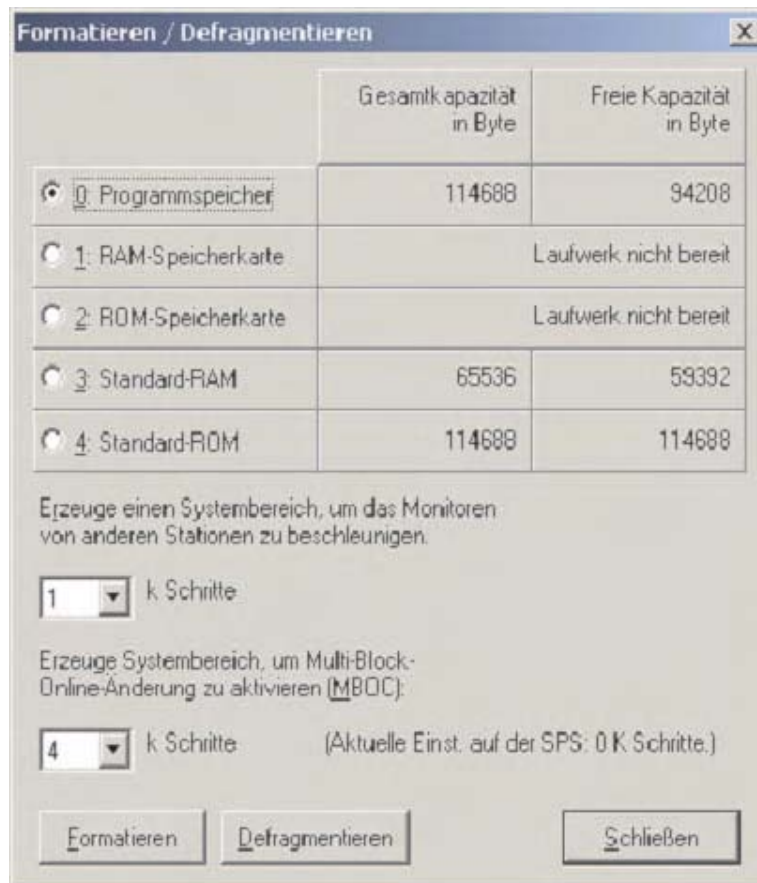 Formatieren / Defragmentieren
Gesamtkapazität
in Byte
Freie Kapazität
in Byte
0: Programmspeicher 114688 94208
1: RAM-Speicherkarte Laufwerk nicht bereit
2: ROM-Speicherkarte Laufwerk nicht bereit
3: Standard-RAM 65536 59392
4: Standard-ROM 114688 114688
Erzeuge einen Systembereich, um das Monitoren
von anderen Stationen zu beschleunigen.
1 k Schritte
Erzeuge Systembereich, um Multi-Block-
Online-Änderung zu aktivieren (MBOC):
4 k Schritte (Aktuelle Einst. auf der SPS: 0 K Schritte.)
Formatieren Defragmentieren Schließen